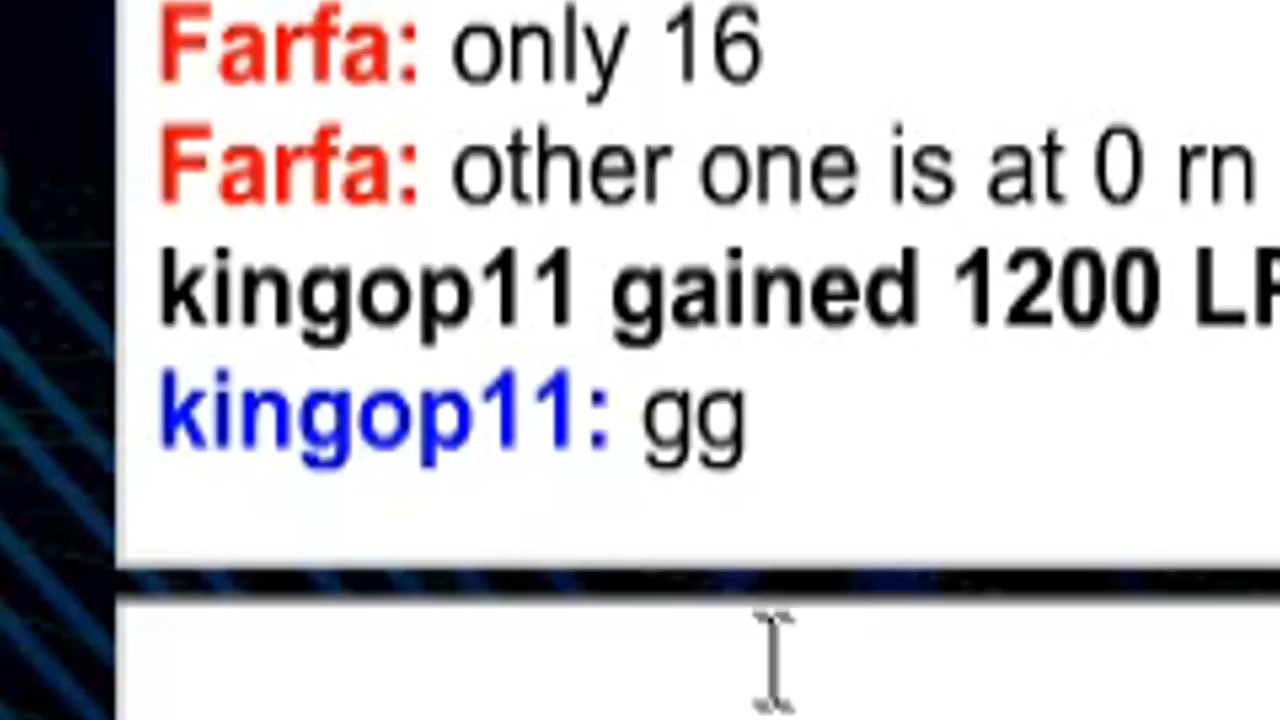 Farfa: only 16
Farfa: other one is at 0 rn
kingop11 gained 1200 LP
kingop11: gg